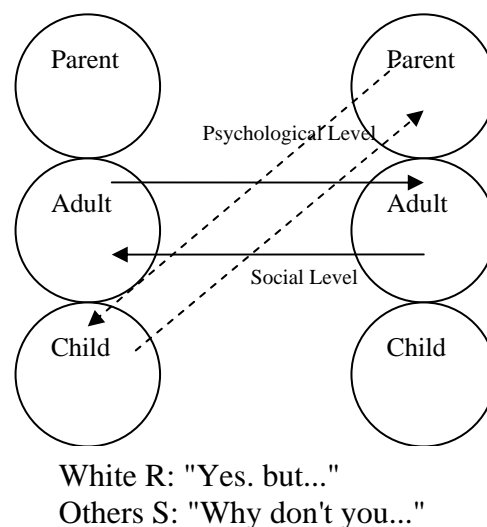 Parent Parent
Psychological Level
Adult Adult
Social Level
Child Child
White R: "Yes. but..."
Others S: "Why don't you..."